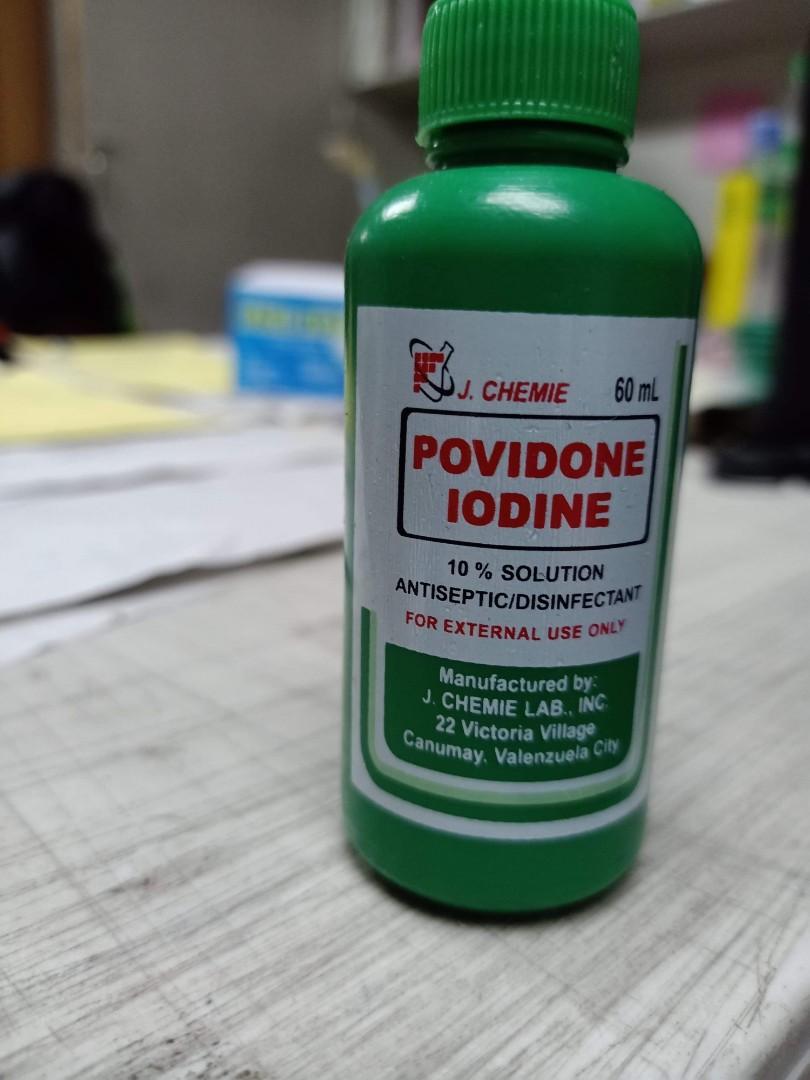 J. CHEMIE 60 mL
POVIDONE
IODINE
10 % SOLUTION
ANTISEPTIC/DISINFECTANT
FOR EXTERNAL USE ONLY
Manufactured by:
J. CHEMIE LAB., INC.
22 Victoria Village
Canumay, Valenzuela City